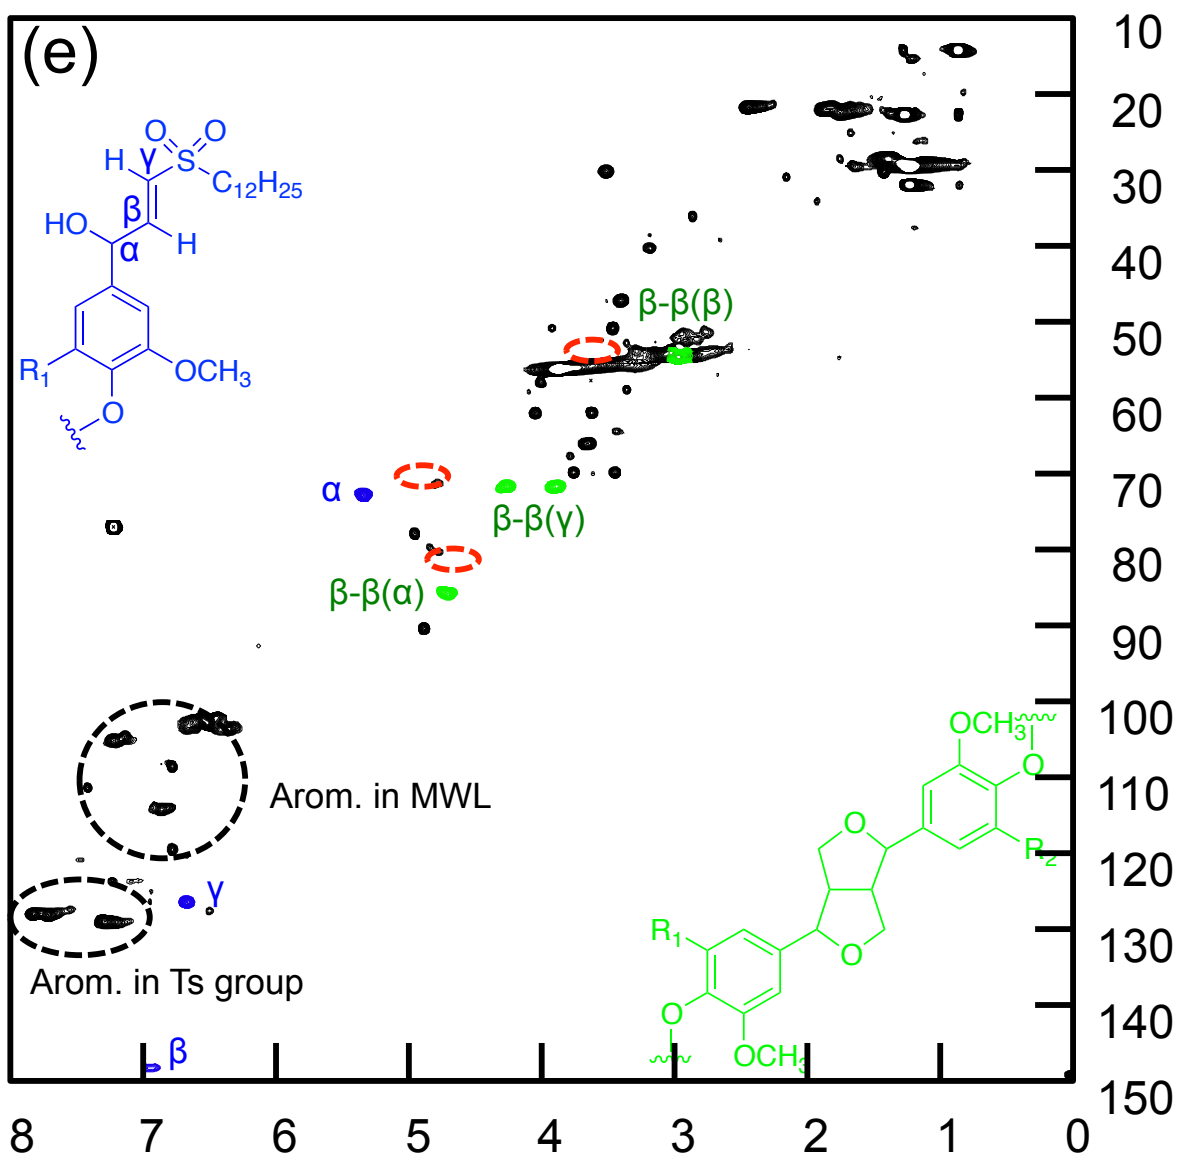 (e)
10
20
30
40
50
60
70
80
90
100
110
120
130
140
150
O O
H γ S
C12H25
β
HO
α H
R1
OCH3
O
β-β(β)
α
β-β(γ)
β-β(α)
Arom. in MWL
γ
Arom. in Ts group
β
OCH3
O
R2
O
R1
O
O
OCH3
8 7 6 5 4 3 2 1 0